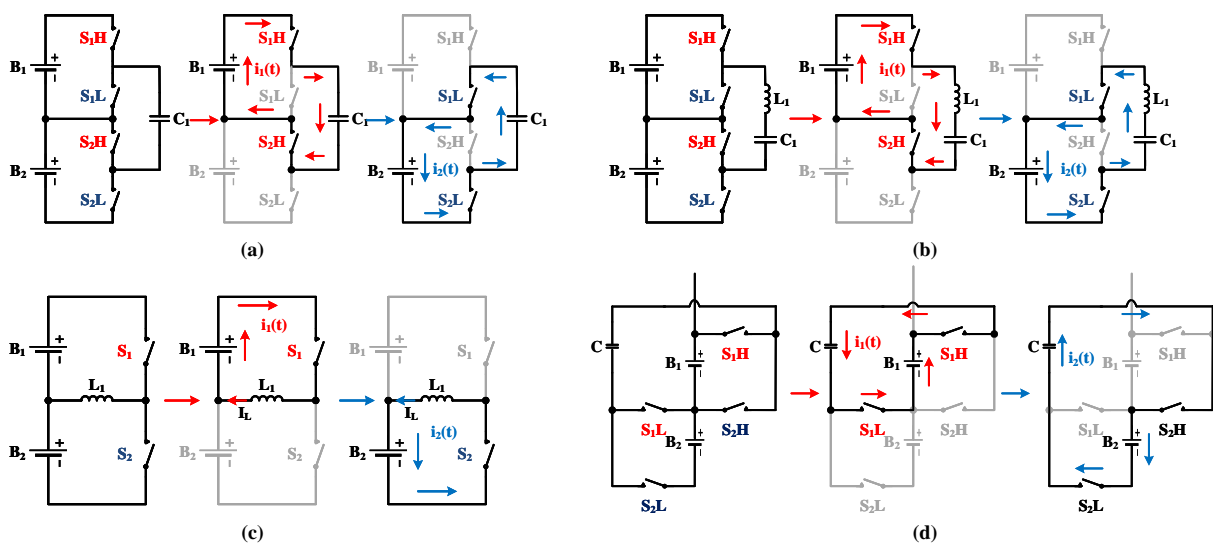 S₁H
B₁
+
-
S₁L
S₂H
C₁
B₂
+
-
S₂L
S₁H
B₁
+
-
i₁(t)
S₁L
S₂H
C₁
B₂
+
-
S₂L
S₁H
B₁
+
-
S₁L
S₂H
C₁
B₂
+
-
i₂(t)
S₂L
(a)
S₁H
B₁
+
-
L₁
S₁L
S₂H
C₁
B₂
+
-
S₂L
S₁H
B₁
+
-
i₁(t)
L₁
S₁L
S₂H
C₁
B₂
+
-
S₂L
S₁H
B₁
+
-
L₁
S₁L
S₂H
C₁
B₂
+
-
i₂(t)
S₂L
(b)
B₁
+
-
S₁
L₁
B₂
+
-
S₂
i₁(t)
B₁
+
-
S₁
L₁
I_L
B₂
+
-
S₂
B₁
+
-
S₁
L₁
I_L
B₂
+
-
i₂(t)
S₂
(c)
C
B₁
+
-
S₁H
S₁L
S₂H
B₂
+
-
S₂L
C
i₁(t)
B₁
+
-
S₁H
S₁L
S₂H
B₂
+
-
S₂L
C
i₂(t)
B₁
+
-
S₁H
S₁L
S₂H
B₂
+
-
S₂L
(d)